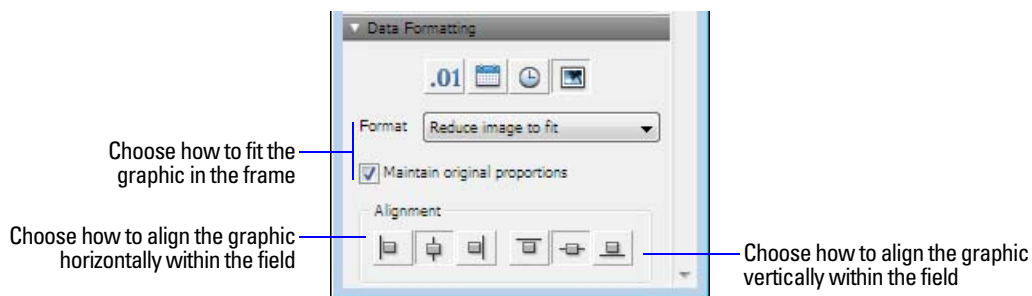 Data Formatting
.01
Format
Reduce image to fit
Choose how to fit the
graphic in the frame
Maintain original proportions
Alignment
Choose how to align the graphic
horizontally within the field
Choose how to align the graphic
vertically within the field